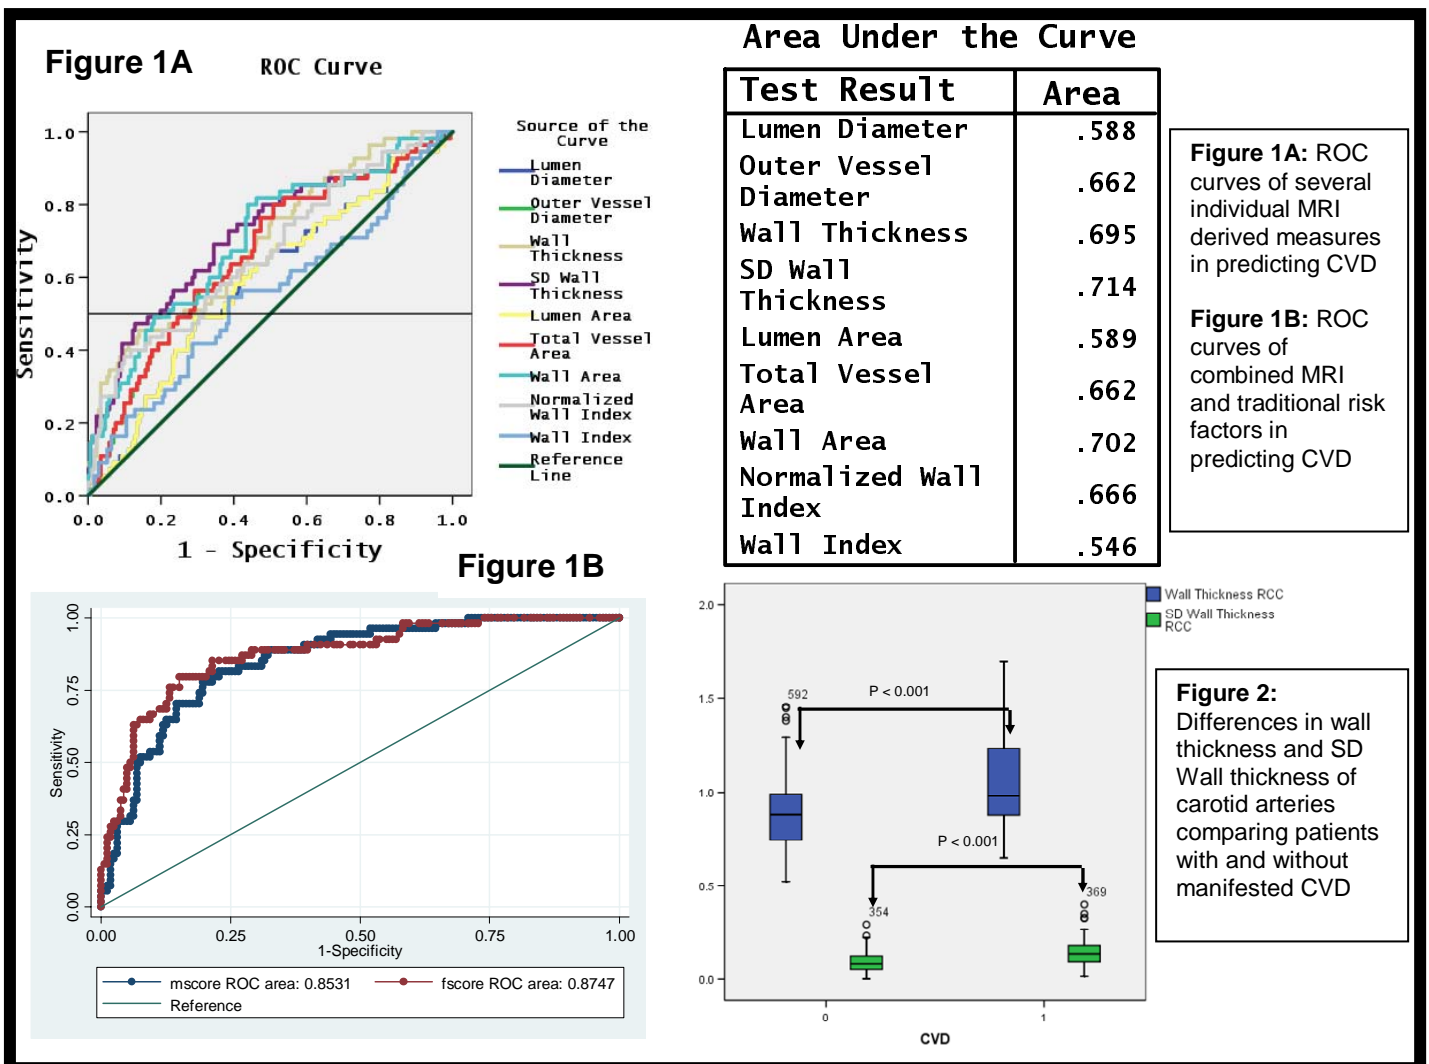 Figure 1A
ROC Curve
Sensitivity
1.0
0.8
0.6
0.4
0.2
0.0
0.0 0.2 0.4 0.6 0.8 1.0
1 - Specificity
Source of the
Curve
Lumen
Diameter
Outer Vessel
Diameter
Wall
Thickness
SD Wall
Thickness
Lumen Area
Total Vessel
Area
Wall Area
Normalized
Wall Index
Wall Index
Reference
Line
Area Under the Curve
Test Result Area
Lumen Diameter .588
Outer Vessel
Diameter .662
Wall Thickness .695
SD Wall
Thickness .714
Lumen Area .589
Total Vessel
Area .662
Wall Area .702
Normalized Wall
Index .666
Wall Index .546
Figure 1A: ROC
curves of several
individual MRI
derived measures
in predicting CVD
Figure 1B: ROC
curves of
combined MRI
and traditional risk
factors in
predicting CVD
Figure 1B
Sensitivity
1.00
0.75
0.50
0.25
0.00
0.00 0.25 0.50 0.75 1.00
1-Specificity
mscore ROC area: 0.8531 fscore ROC area: 0.8747
Reference
2.0
1.5
1.0
0.5
0.0
592
P < 0.001
P < 0.001
354
369
0 1
CVD
Wall Thickness RCC
SD Wall Thickness
RCC
Figure 2:
Differences in wall
thickness and SD
Wall thickness of
carotid arteries
comparing patients
with and without
manifested CVD